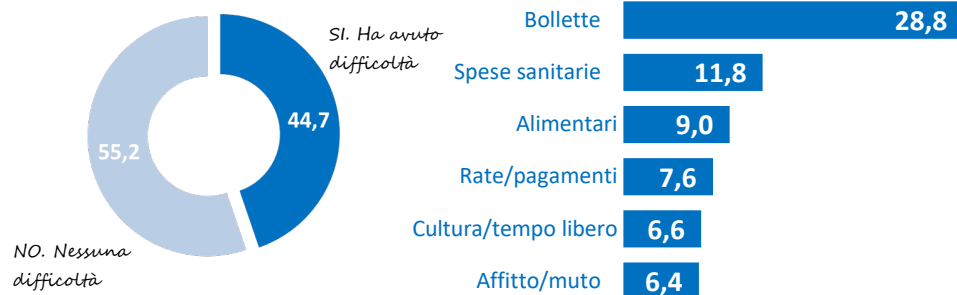 SI. Ha avuto
difficoltà
44,7
55,2
NO. Nessuna
difficoltà
Bollette 28,8
Spese sanitarie 11,8
Alimentari 9,0
Rate/pagamenti 7,6
Cultura/tempo libero 6,6
Affitto/muto 6,4